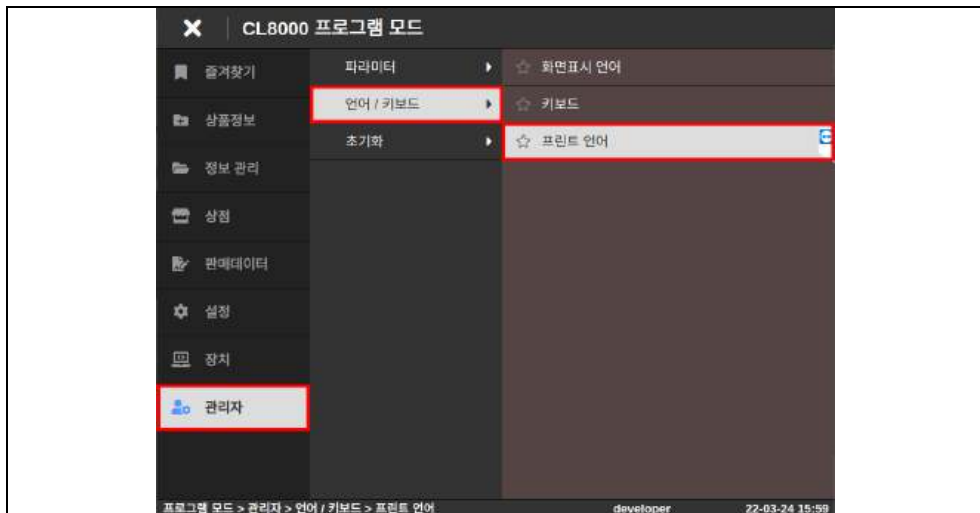 CL8000 프로그램 모드
즐겨찾기
상품정보
정보 관리
상점
판매데이터
설정
장치
관리자
파라미터
언어 / 키보드
초기화
화면표시 언어
키보드
프린트 언어
프로그램 모드 > 관리자 > 언어 / 키보드 > 프린트 언어 developer 22-03-24 15:59